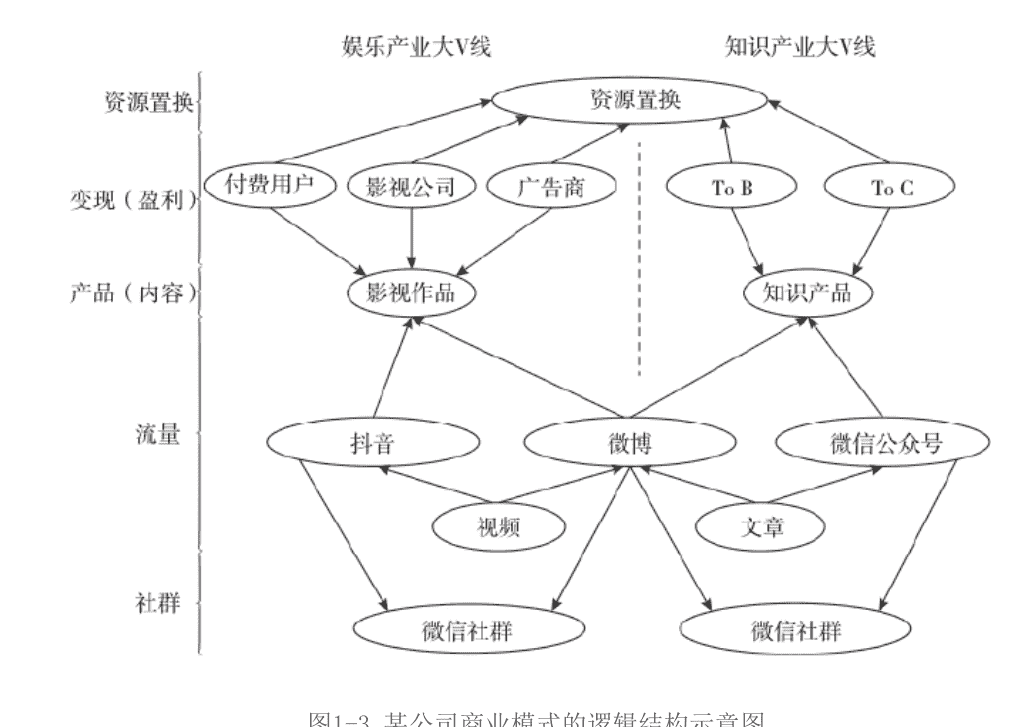 娱乐产业大V线 知识产业大V线
资源置换 资源置换
变现（盈利） 付费用户 影视公司 广告商 To B To C
产品（内容） 影视作品 知识产品
流量 抖音 微博 微信公众号
视频 文章
社群 微信社群 微信社群
图1-3 某公司商业模式的逻辑结构示意图